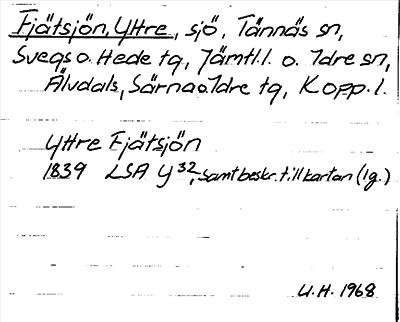 Fjätsjön, Yttre, sjö, Tännäs sn,
Svegs o. Hede tg, Jämtl. l. o. Idre sn,
Älvdals, Särna o Idre tg, Kopp. l.
Yttre Fjätsjön
1839 LSA Y 32, samt beskr. till kartan (1g.)
U.H. 1968